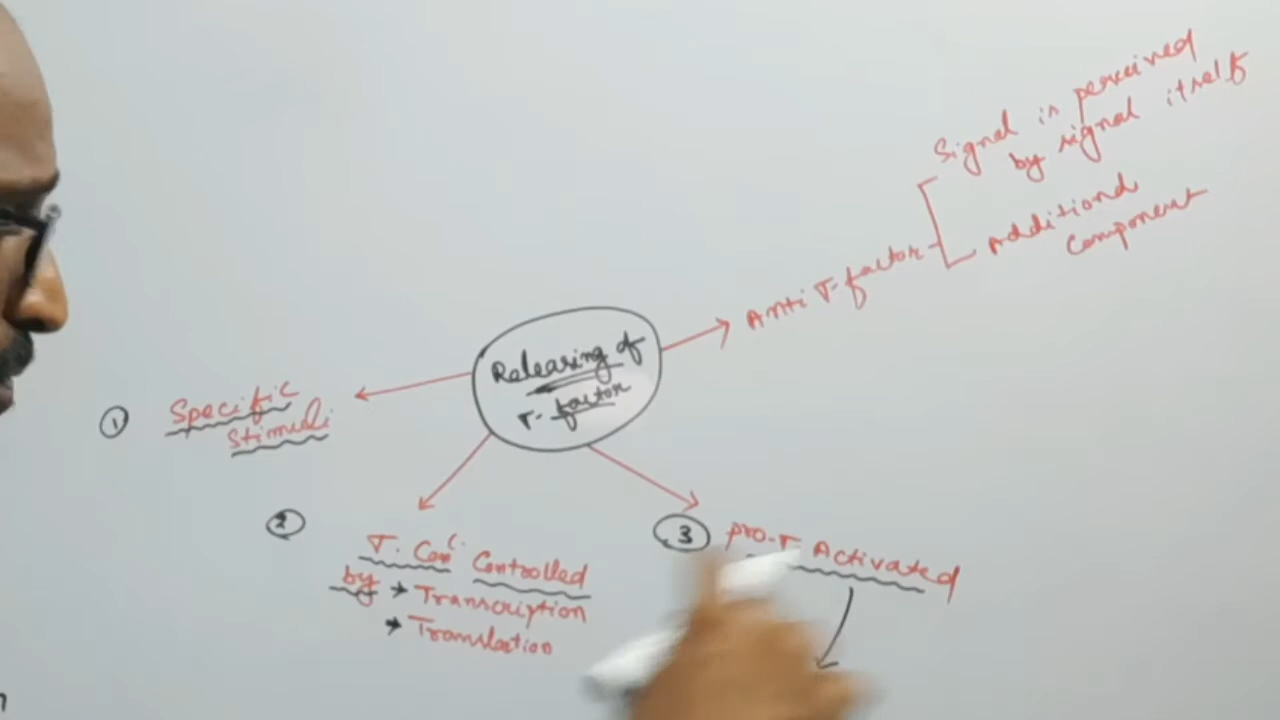 Signal is perceived
by signal itself
Additional
Component
Anti σ-factor
Releasing of
σ-factor
① Specific
Stimuli
②
σ. Conc. Controlled
by → Transcription
→ Translation
③ pro-σ Activated